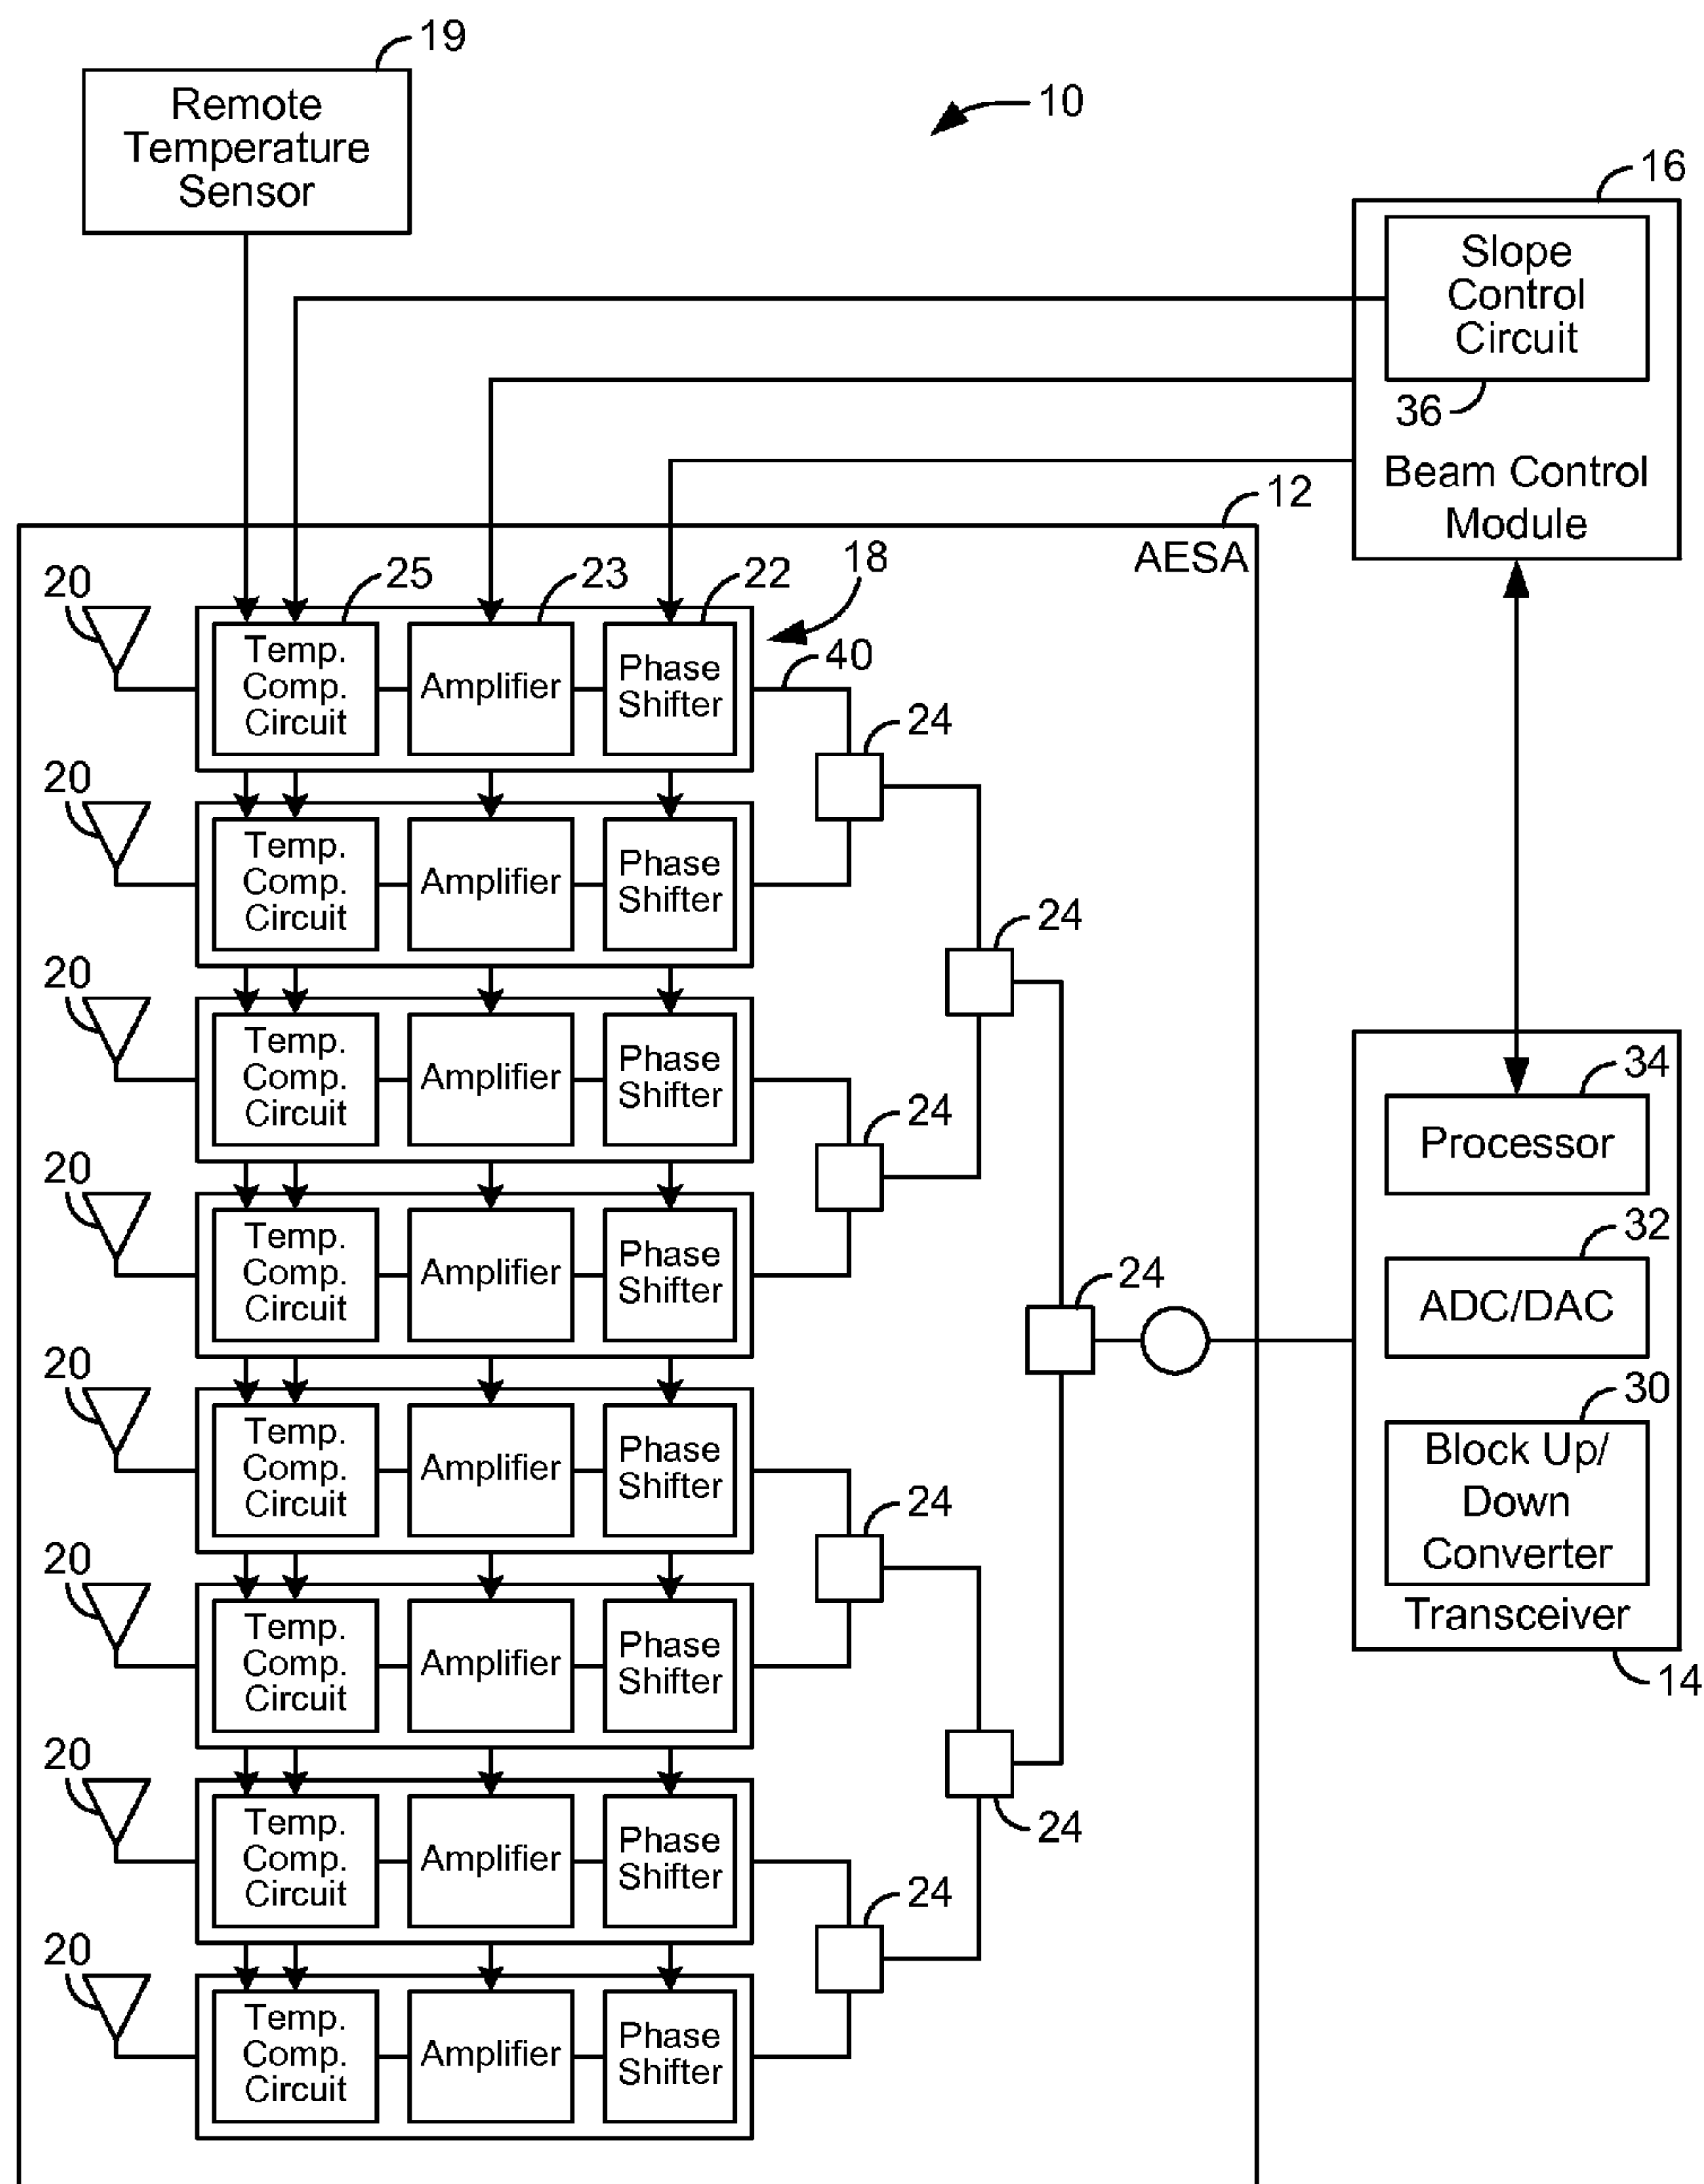 19
Remote
Temperature
Sensor
10
16
Slope
Control
Circuit
36
Beam Control
Module
12
AESA
18
20
25
23
22
40
Temp.
Comp.
Circuit
Amplifier
Phase
Shifter
24
20
Temp.
Comp.
Circuit
Amplifier
Phase
Shifter
24
20
Temp.
Comp.
Circuit
Amplifier
Phase
Shifter
24
20
Temp.
Comp.
Circuit
Amplifier
Phase
Shifter
24
20
Temp.
Comp.
Circuit
Amplifier
Phase
Shifter
24
20
Temp.
Comp.
Circuit
Amplifier
Phase
Shifter
24
20
Temp.
Comp.
Circuit
Amplifier
Phase
Shifter
24
20
Temp.
Comp.
Circuit
Amplifier
Phase
Shifter
34
Processor
32
ADC/DAC
30
Block Up/
Down
Converter
Transceiver
14